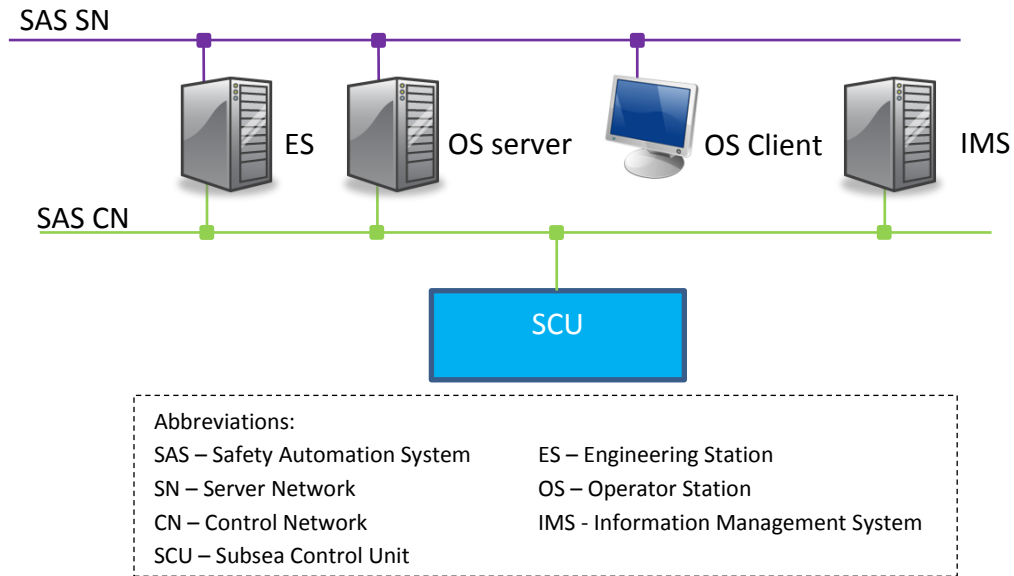 SAS SN
ES
OS server
OS Client
IMS
SAS CN
SCU
Abbreviations:
SAS – Safety Automation System
SN – Server Network
CN – Control Network
SCU – Subsea Control Unit
ES – Engineering Station
OS – Operator Station
IMS - Information Management System